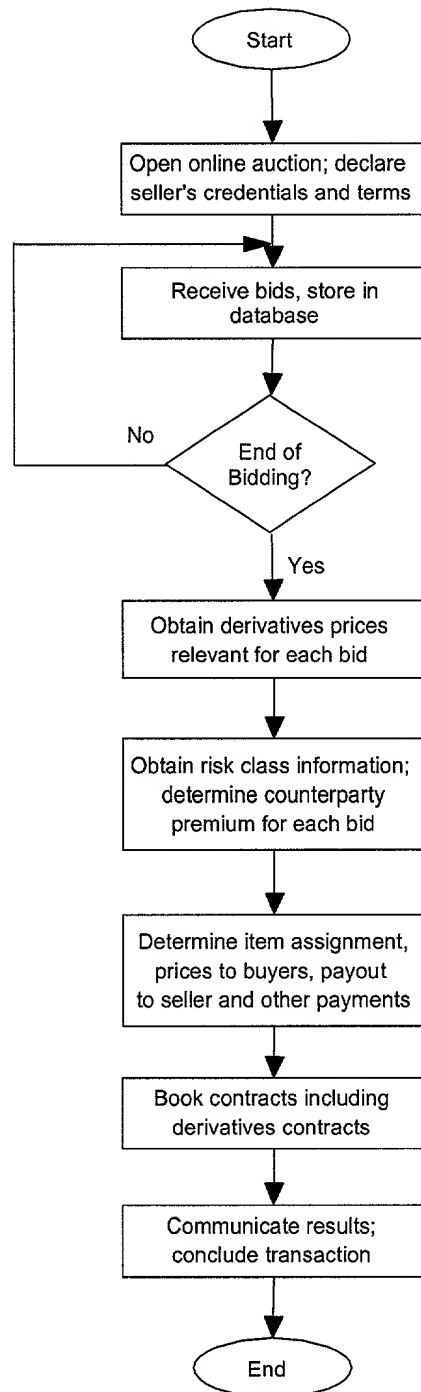 Start
Open online auction; declare
seller's credentials and terms
Receive bids, store in
database
No
End of
Bidding?
Yes
Obtain derivatives prices
relevant for each bid
Obtain risk class information;
determine counterparty
premium for each bid
Determine item assignment,
prices to buyers, payout
to seller and other payments
Book contracts including
derivatives contracts
Communicate results;
conclude transaction
End